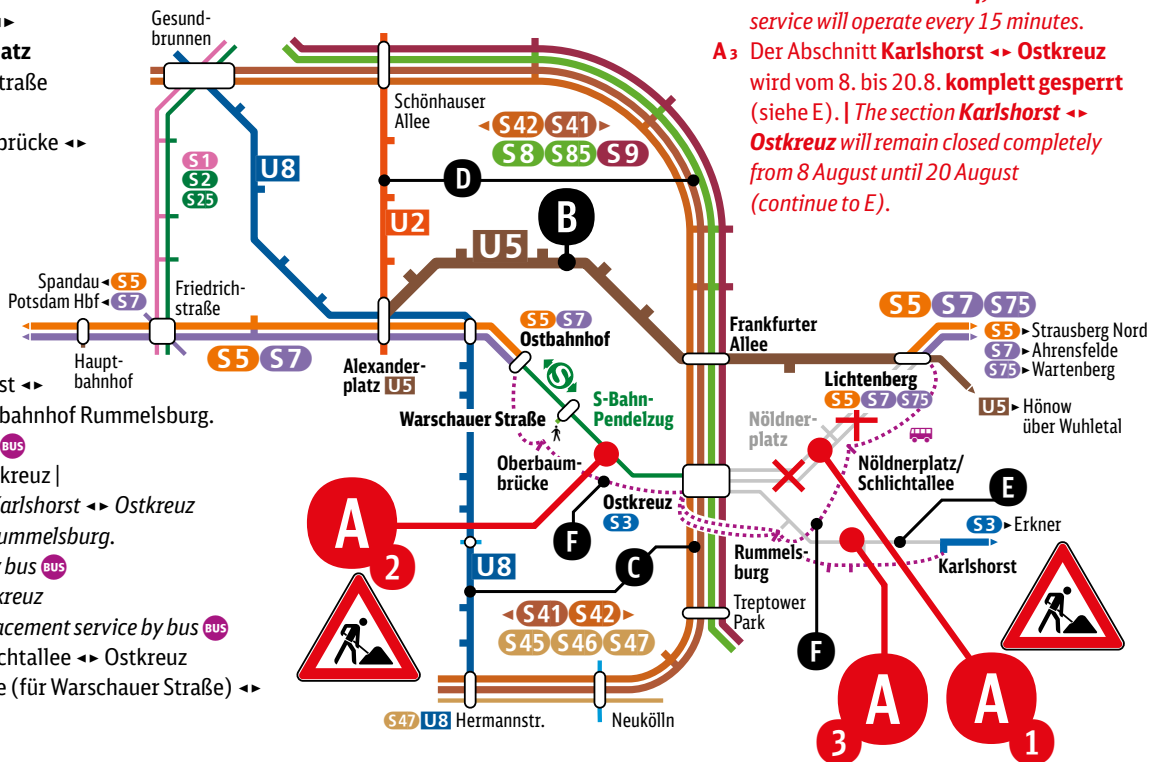 atz
traße
brücke ◂▸
st ◂▸
bahnhof Rummelsburg.
BUS
kreuz |
Karlshorst ◂▸ Ostkreuz
ummelsburg.
bus BUS
kreuz
lacement service by bus BUS
chtallee ◂▸ Ostkreuz
e (für Warschauer Straße) ◂▸
service will operate every 15 minutes.
A3 Der Abschnitt Karlshorst ◂▸ Ostkreuz
wird vom 8. bis 20.8. komplett gesperrt
(siehe E). | The section Karlshorst ◂▸
Ostkreuz will remain closed completely
from 8 August until 20 August
(continue to E).
Gesund-
brunnen
Schönhauser
Allee
◂ S42 S41 ▸
S8 S85 S9
S1
S2
S25
U8
D
U2
B
U5
Spandau ◂ S5
Potsdam Hbf ◂ S7
Friedrich-
straße
Haupt-
bahnhof
S5 S7
Alexander-
platz U5
S5 S7
Ostbahnhof
S-Bahn-
Pendelzug
Warschauer Straße
Oberbaum-
brücke
Frankfurter
Allee
S5 S7 S75
S5 ▸ Strausberg Nord
S7 ▸ Ahrensfelde
S75 ▸ Wartenberg
Lichtenberg
S5 S7 S75
U5 ▸ Hönow
über Wuhletal
Nöldner-
platz
Nöldnerplatz/
Schlichtallee
Ostkreuz
S3
E
S3 ▸ Erkner
Karlshorst
Rummels-
burg
A
2
F
C
U8
◂ S41 S42 ▸
S45 S46 S47
Treptower
Park
F
S47 U8 Hermannstr.
Neukölln
A
3
A
1